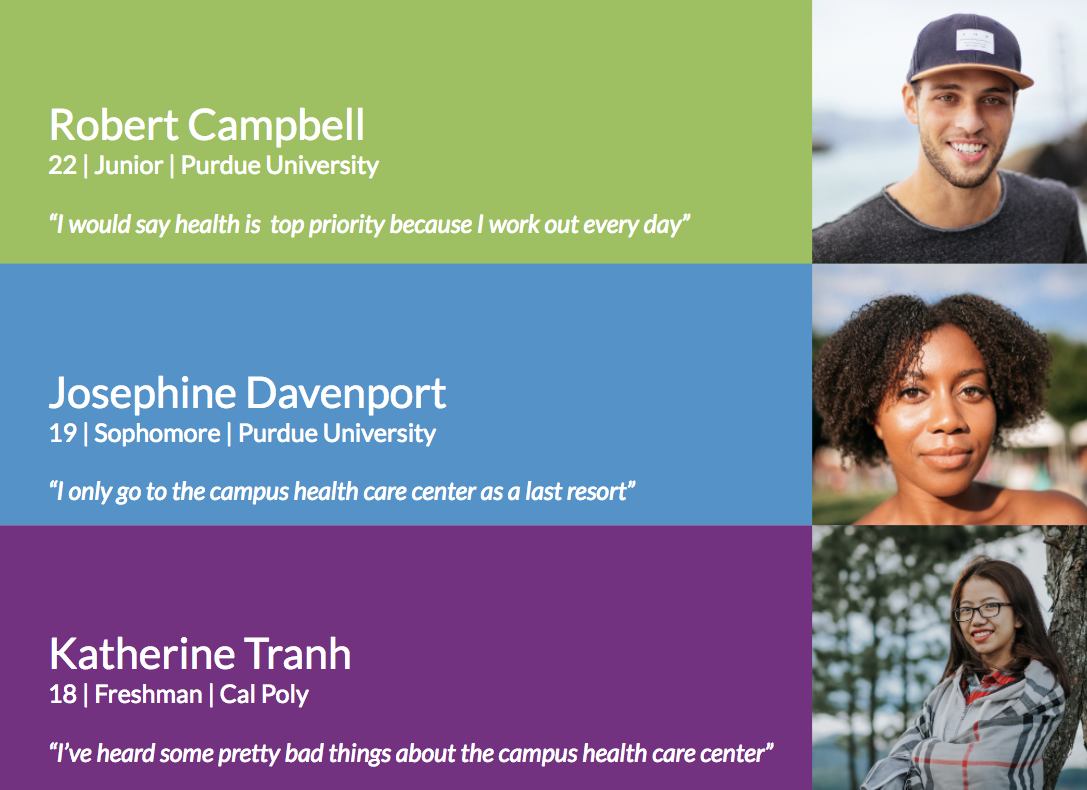 Robert Campbell
22 | Junior | Purdue University
“I would say health is  top priority because I work out every day”
Josephine Davenport
19 | Sophomore | Purdue University
“I only go to the campus health care center as a last resort”
Katherine Tranh
18 | Freshman | Cal Poly
“I’ve heard some pretty bad things about the campus health care center”